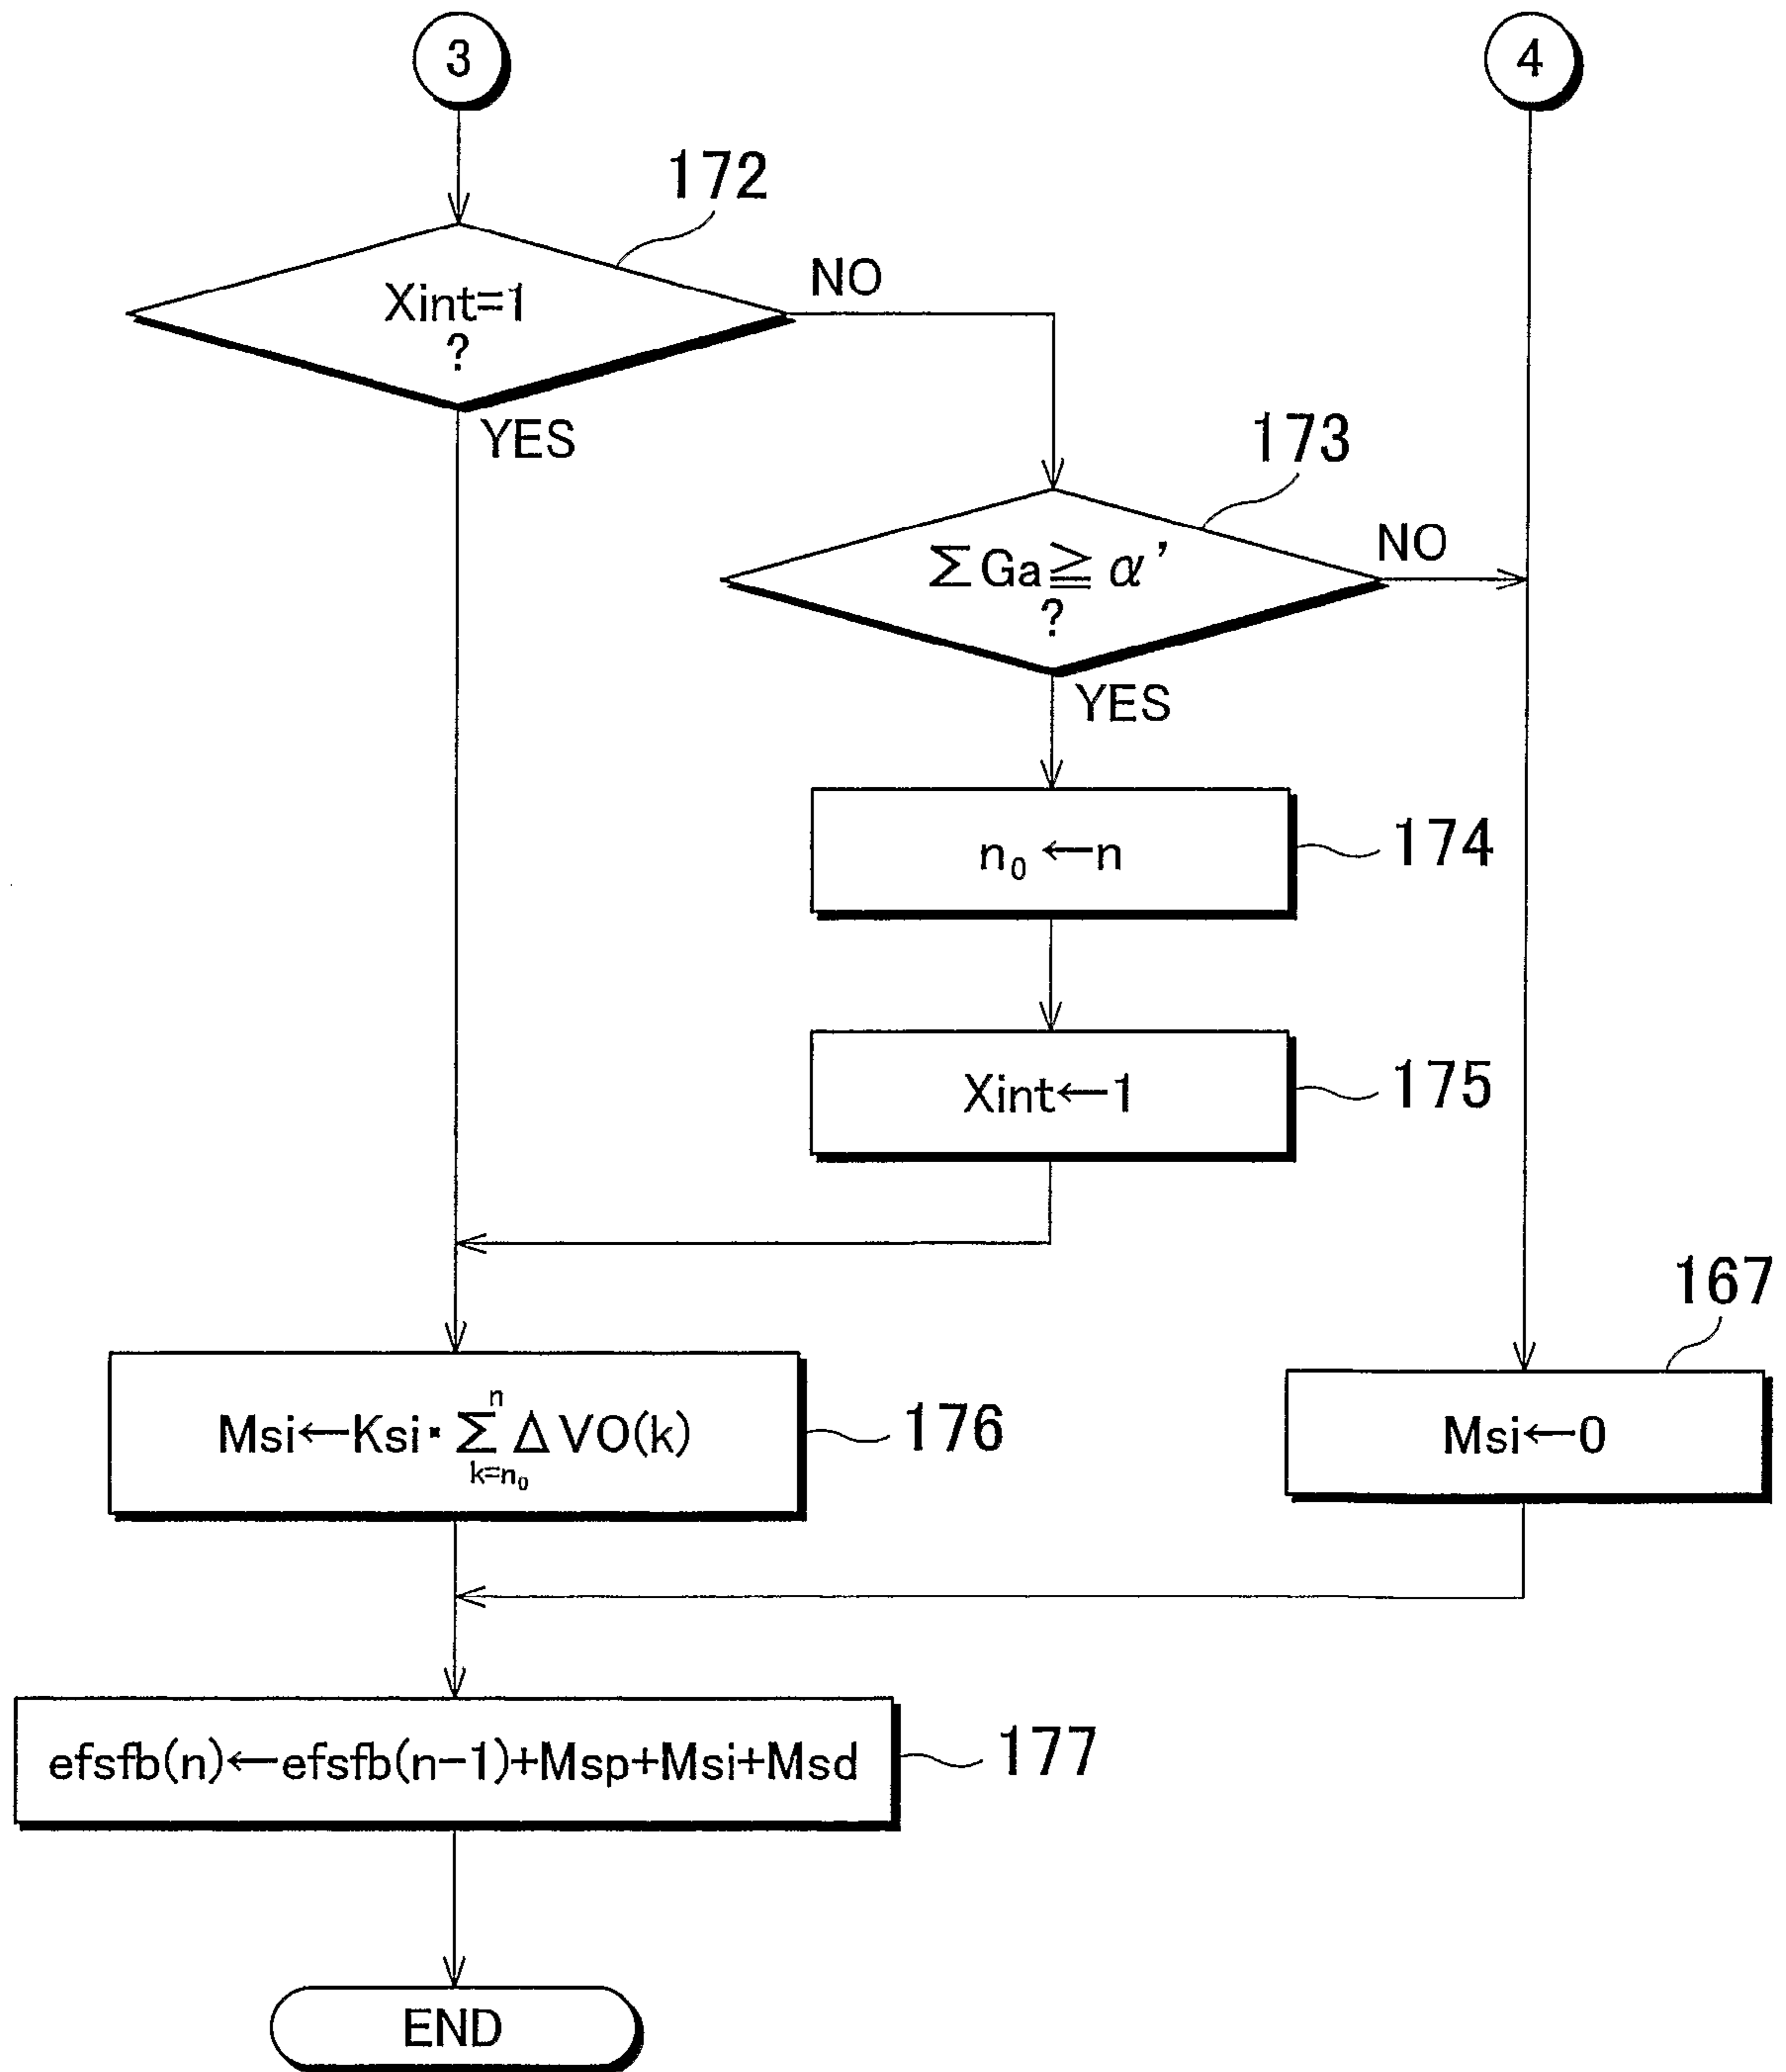 3
4
172
Xint=1
?
NO
YES
173
ΣGa≧α'
?
NO
YES
n₀←n
174
Xint←1
175
167
Msi←Ksi・Σ ΔVO(k)
n
k=n₀
176
Msi←0
efsfb(n)←efsfb(n-1)+Msp+Msi+Msd
177
END